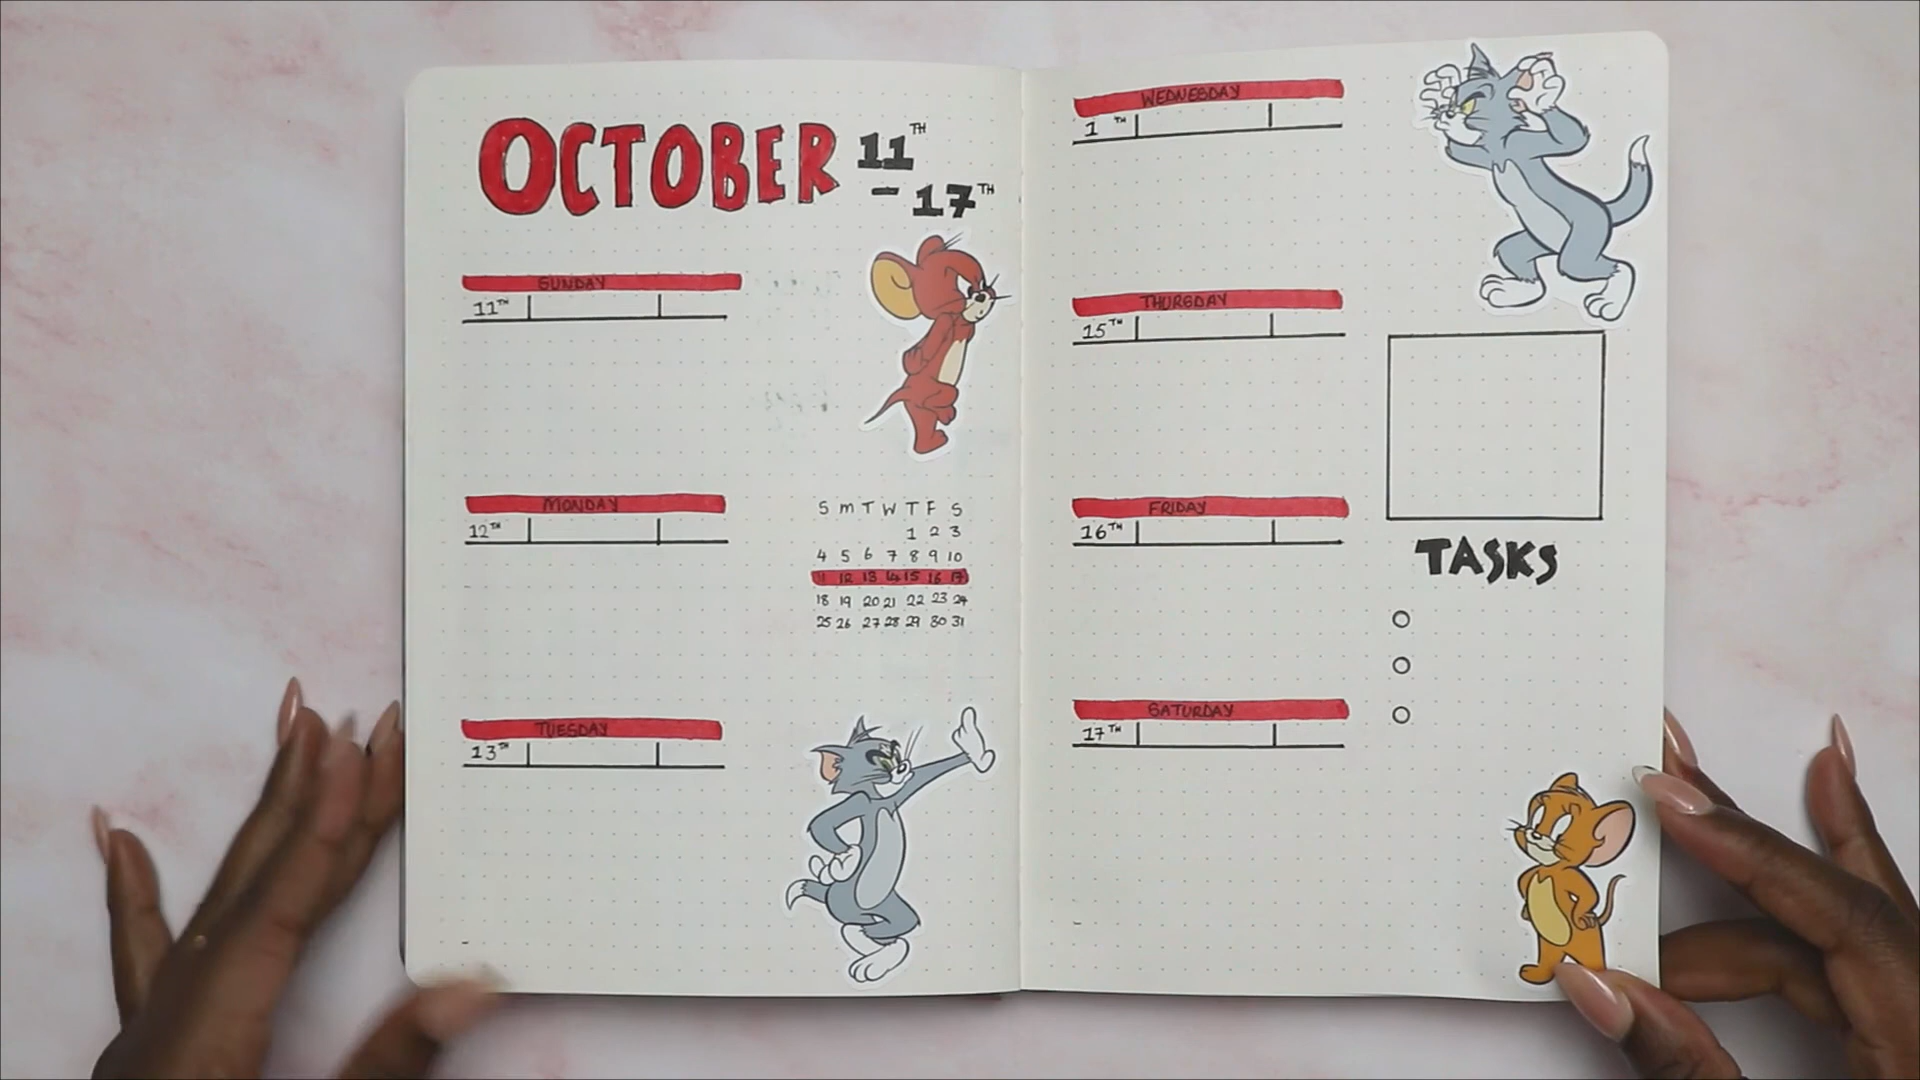 OCTOBER 11TH
- 17TH
SUNDAY
11TH
MONDAY
12TH
TUESDAY
13TH
S M T W T F S
1 2 3
4 5 6 7 8 9 10
11 12 13 14 15 16 17
18 19 20 21 22 23 24
25 26 27 28 29 30 31
WEDNESDAY
1 TH
THURSDAY
15TH
FRIDAY
16TH
SATURDAY
17TH
TASKS